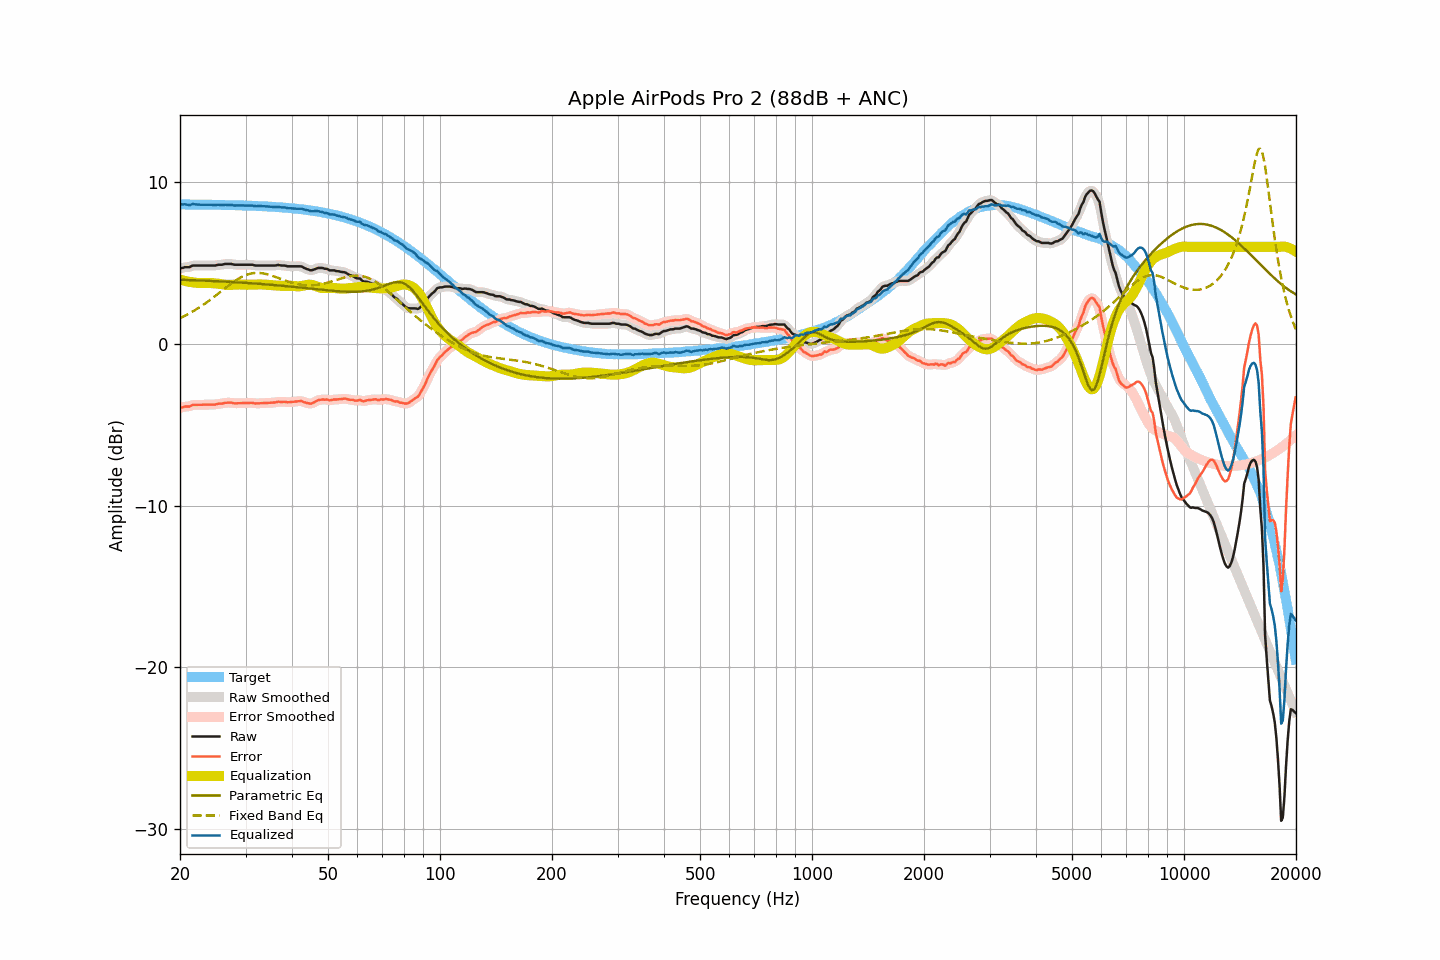 Apple AirPods Pro 2 (88dB + ANC)
10
0
−10
−20
−30
Amplitude (dBr)
Target
Raw Smoothed
Error Smoothed
Raw
Error
Equalization
Parametric Eq
Fixed Band Eq
Equalized
20 50 100 200 500 1000 2000 5000 10000 20000
Frequency (Hz)